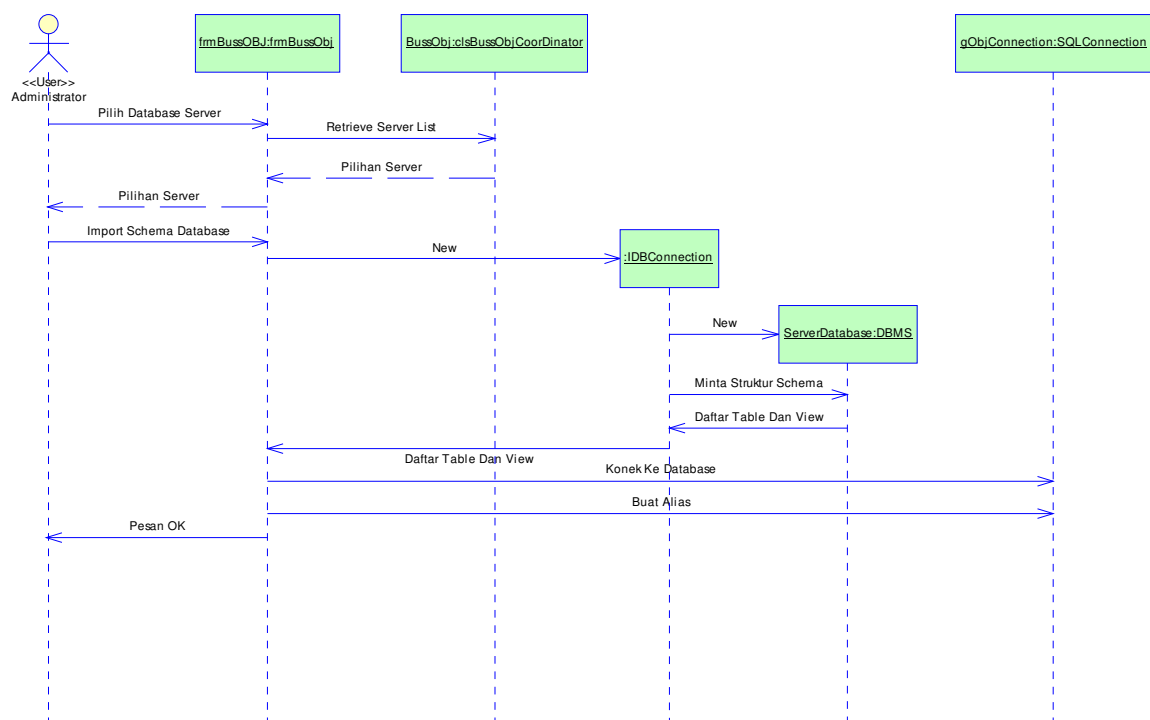 frmBussOBJ:frmBussObj
BussObj:clsBussObjCoorDinator
gObjConnection:SQLConnection
<<User>>
Administrator
Pilih Database Server
Retrieve Server List
Pilihan Server
Pilihan Server
Import Schema Database
New
:IDBConnection
New
ServerDatabase:DBMS
Minta Struktur Schema
Daftar Table Dan View
Daftar Table Dan View
Konek Ke Database
Buat Alias
Pesan OK